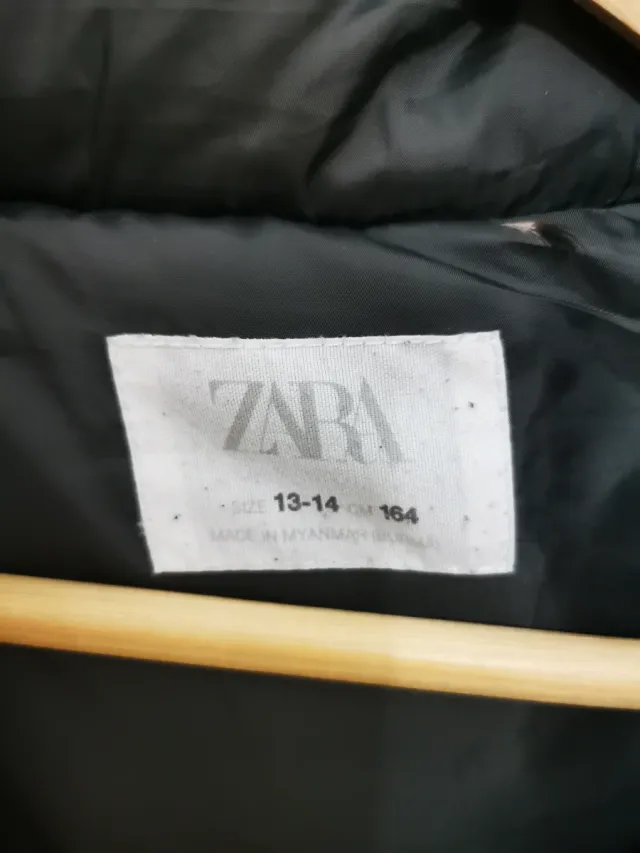 ZARA
SIZE 13-14 CM 164
MADE IN MYANMAR (BURMA)